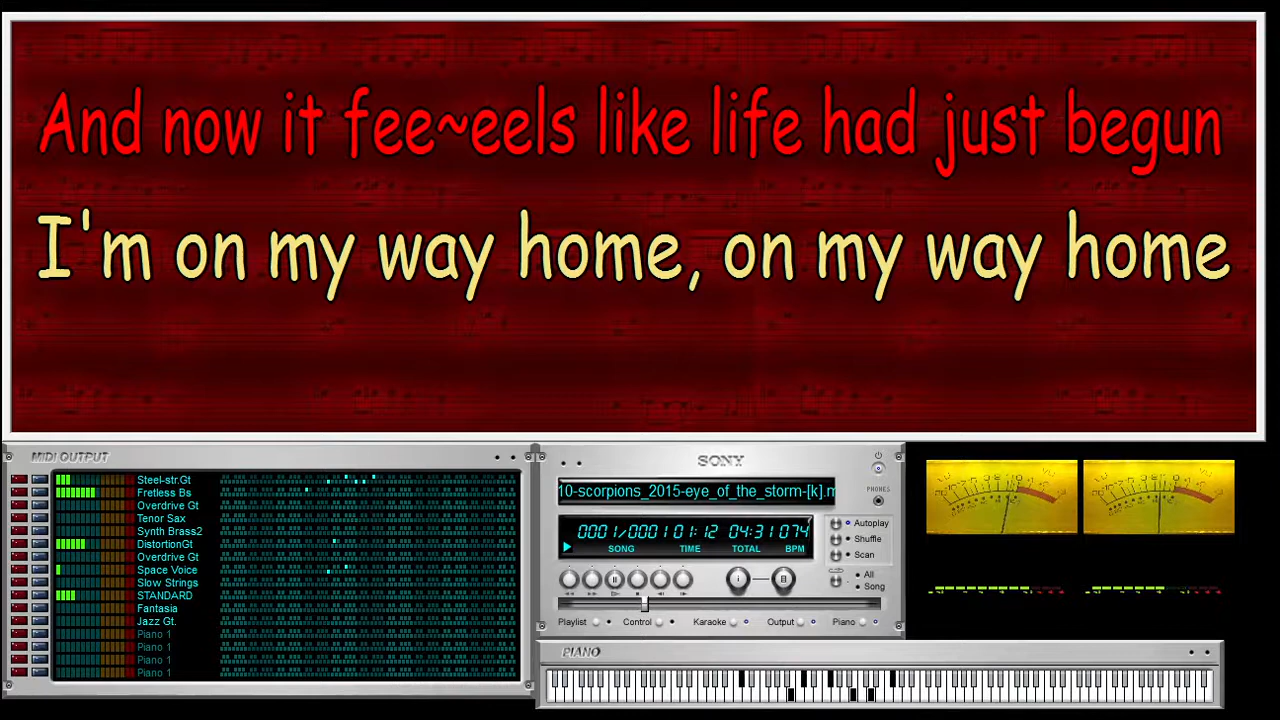 And now it fee~eels like life had just begun
I'm on my way home, on my way home
MIDI OUTPUT
Steel-str.Gt
Fretless Bs
Overdrive Gt
Tenor Sax
Synth Brass2
DistortionGt
Overdrive Gt
Space Voice
Slow Strings
STANDARD
Fantasia
Jazz Gt.
Piano 1
Piano 1
Piano 1
Piano 1
SONY
10-scorpions_2015-eye_of_the_storm-[k].m
PHONES
0001/0001 01:12 04:31 074
SONG TIME TOTAL BPM
Autoplay
Shuffle
Scan
All
Song
Playlist Control Karaoke Output Piano
PIANO